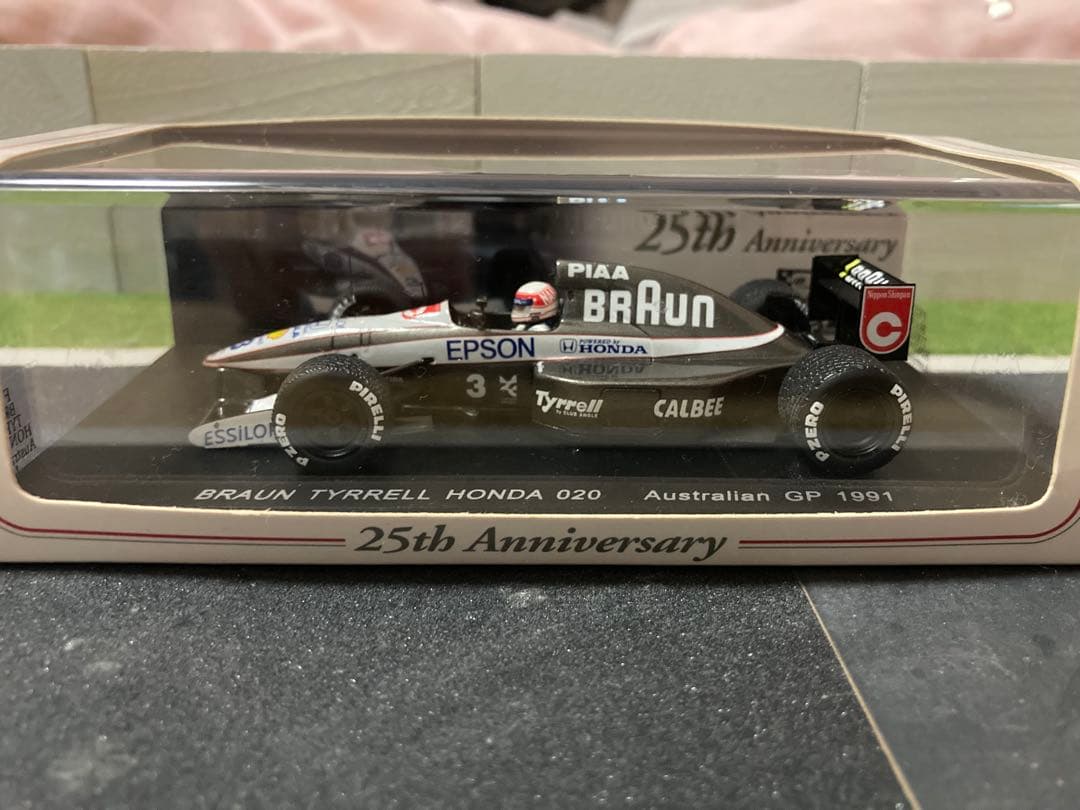 25th Anniversary
PIAA
BRAUN
Nippon Shinpan
C
EPSON
POWERED by
HONDA
3
Tyrrell
CALBEE
PIRELLI
P ZERO
PIRELLI
P ZERO
ESSILOR
BRAUN TYRRELL HONDA 020 Australian GP 1991
25th Anniversary